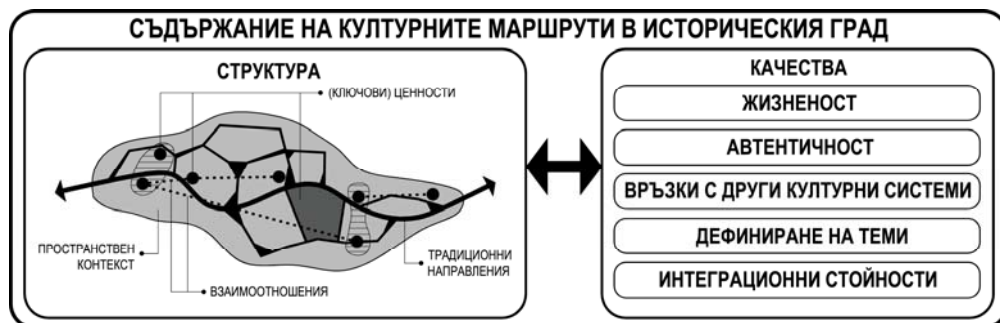 СЪДЪРЖАНИЕ НА КУЛТУРНИТЕ МАРШРУТИ В ИСТОРИЧЕСКИЯ ГРАД
СТРУКТУРА
(КЛЮЧОВИ) ЦЕННОСТИ
ПРОСТРАНСТВЕН
КОНТЕКСТ
ТРАДИЦИОННИ
НАПРАВЛЕНИЯ
ВЗАИМООТНОШЕНИЯ
КАЧЕСТВА
ЖИЗНЕНОСТ
АВТЕНТИЧНОСТ
ВРЪЗКИ С ДРУГИ КУЛТУРНИ СИСТЕМИ
ДЕФИНИРАНЕ НА ТЕМИ
ИНТЕГРАЦИОННИ СТОЙНОСТИ